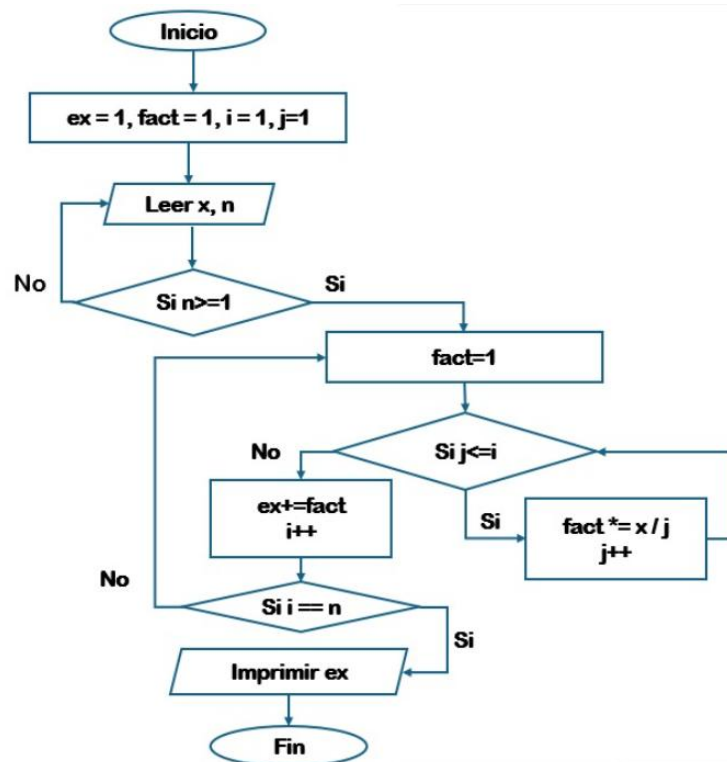 Inicio
ex = 1, fact = 1, i = 1, j=1
Leer x, n
No
Si n>=1
Si
fact=1
Si j<=i
No
ex+=fact
i++
Si
fact *= x / j
j++
No
Si i == n
Si
Imprimir ex
Fin